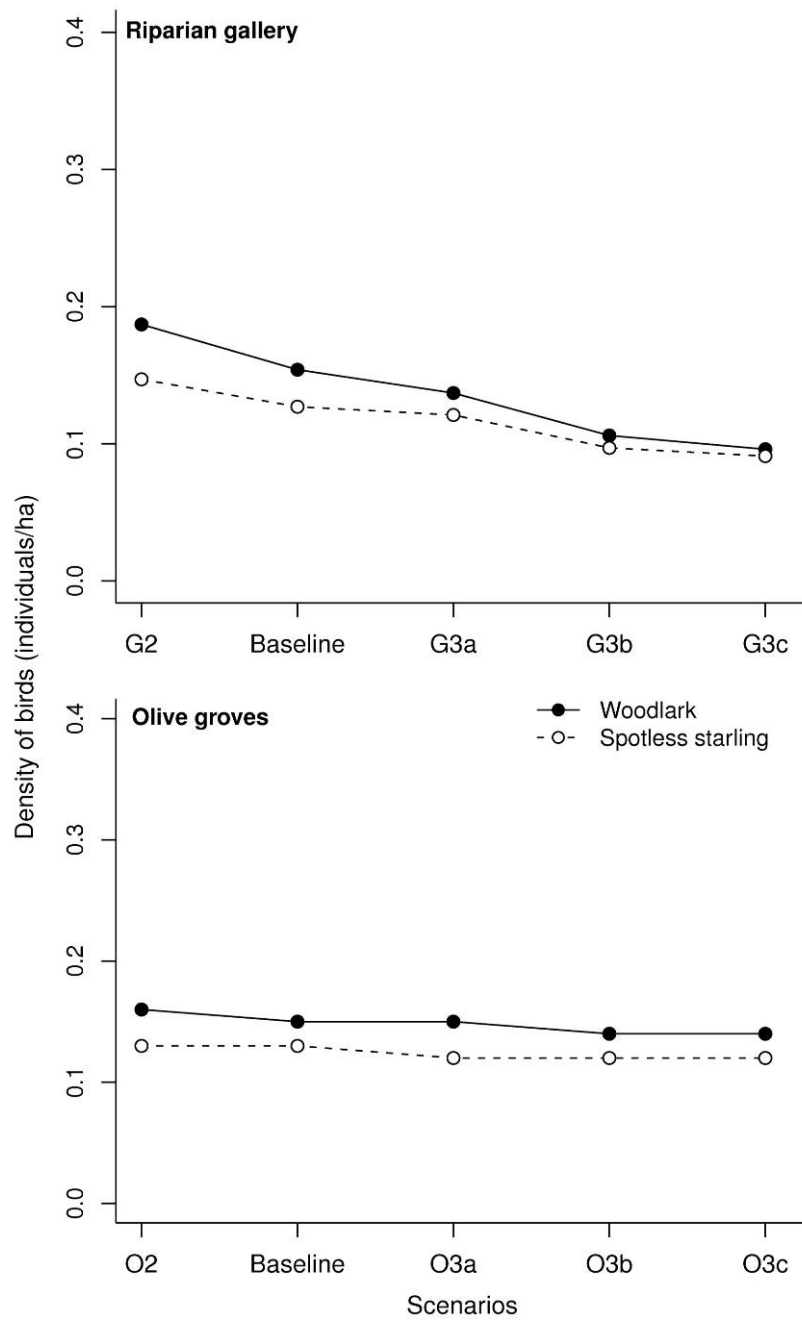 Riparian gallery
0.4
0.3
0.2
0.1
0.0
G2 Baseline G3a G3b G3c
Density of birds (individuals/ha)
Olive groves
Woodlark
Spotless starling
0.4
0.3
0.2
0.1
0.0
O2 Baseline O3a O3b O3c
Scenarios